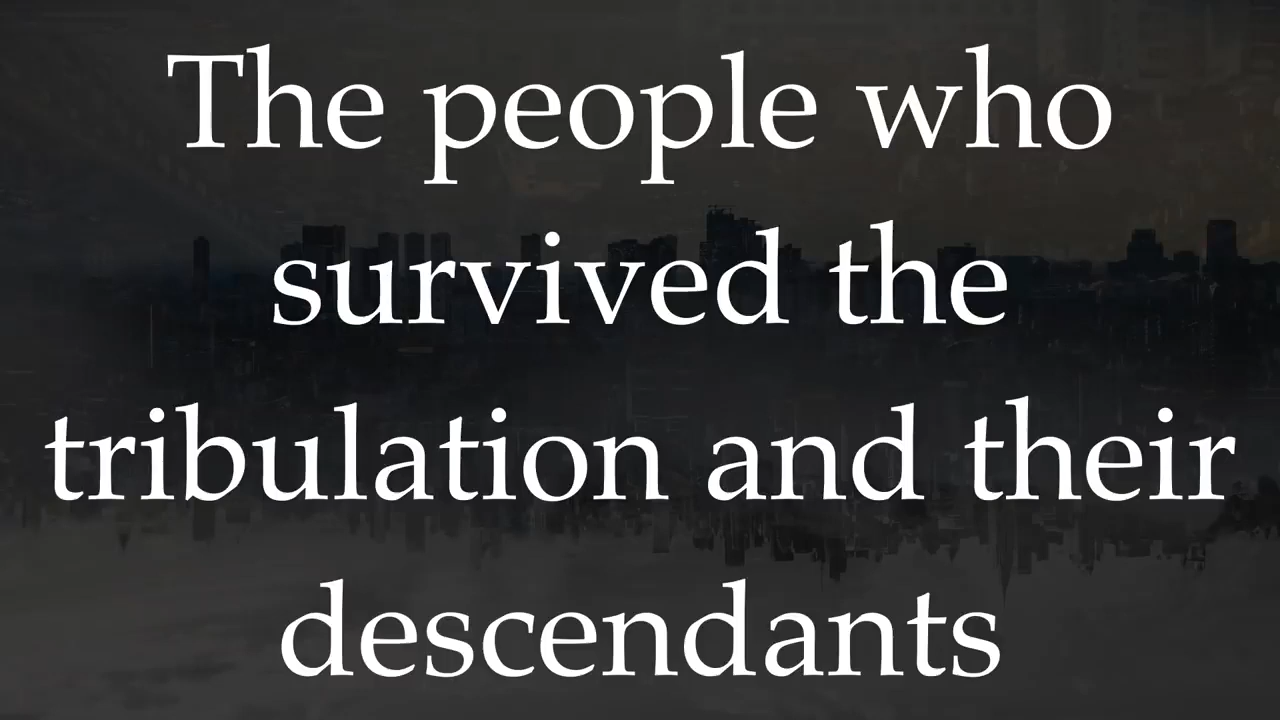 The people who
survived the
tribulation and their
descendants